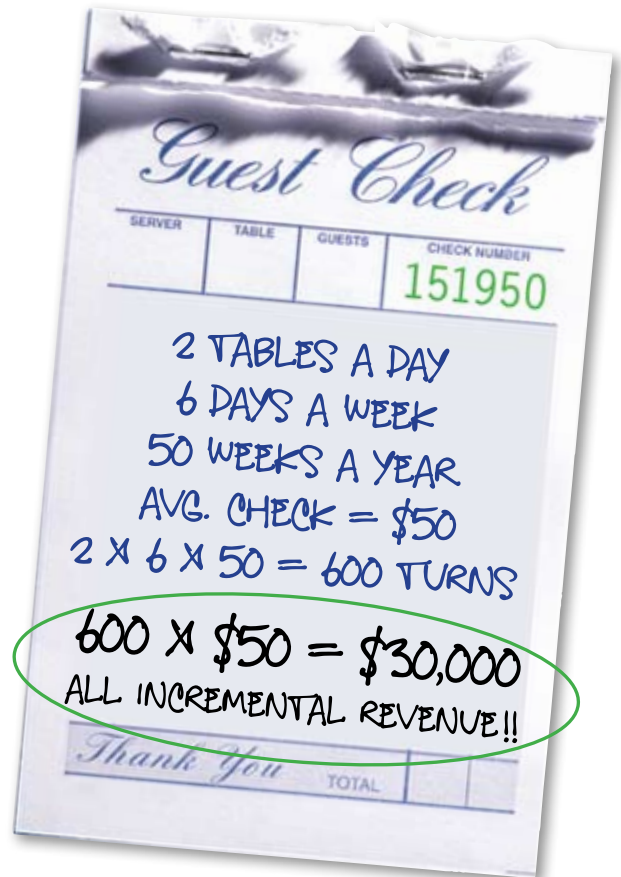 Guest Check
SERVER TABLE GUESTS CHECK NUMBER
151950
2 TABLES A DAY
6 DAYS A WEEK
50 WEEKS A YEAR
AVG. CHECK = $50
2 X 6 X 50 = 600 TURNS
600 X $50 = $30,000
ALL INCREMENTAL REVENUE!!
Thank You TOTAL